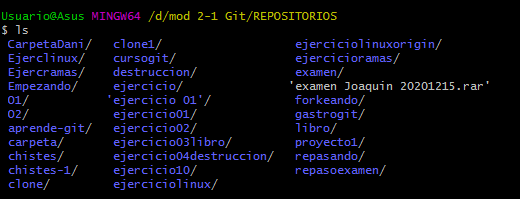 Usuario@Asus MINGW64 /d/mod 2-1 Git/REPOSITORIOS
$ ls
CarpetaDani/ clone1/ ejerciciolinuxorigin/
Ejerclinux/ cursogit/ ejercicioramas/
Ejercramas/ destruccion/ examen/
Empezando/ ejercicio/ 'examen Joaquin 20201215.rar'
O1/ 'ejercicio O1'/ forkeando/
O2/ ejercicio01/ gastrogit/
aprende-git/ ejercicio02/ libro/
carpeta/ ejercicio03libro/ proyecto1/
chistes/ ejercicio04destruccion/ repasando/
chistes-1/ ejercicio10/ repasoexamen/
clone/ ejerciciolinux/